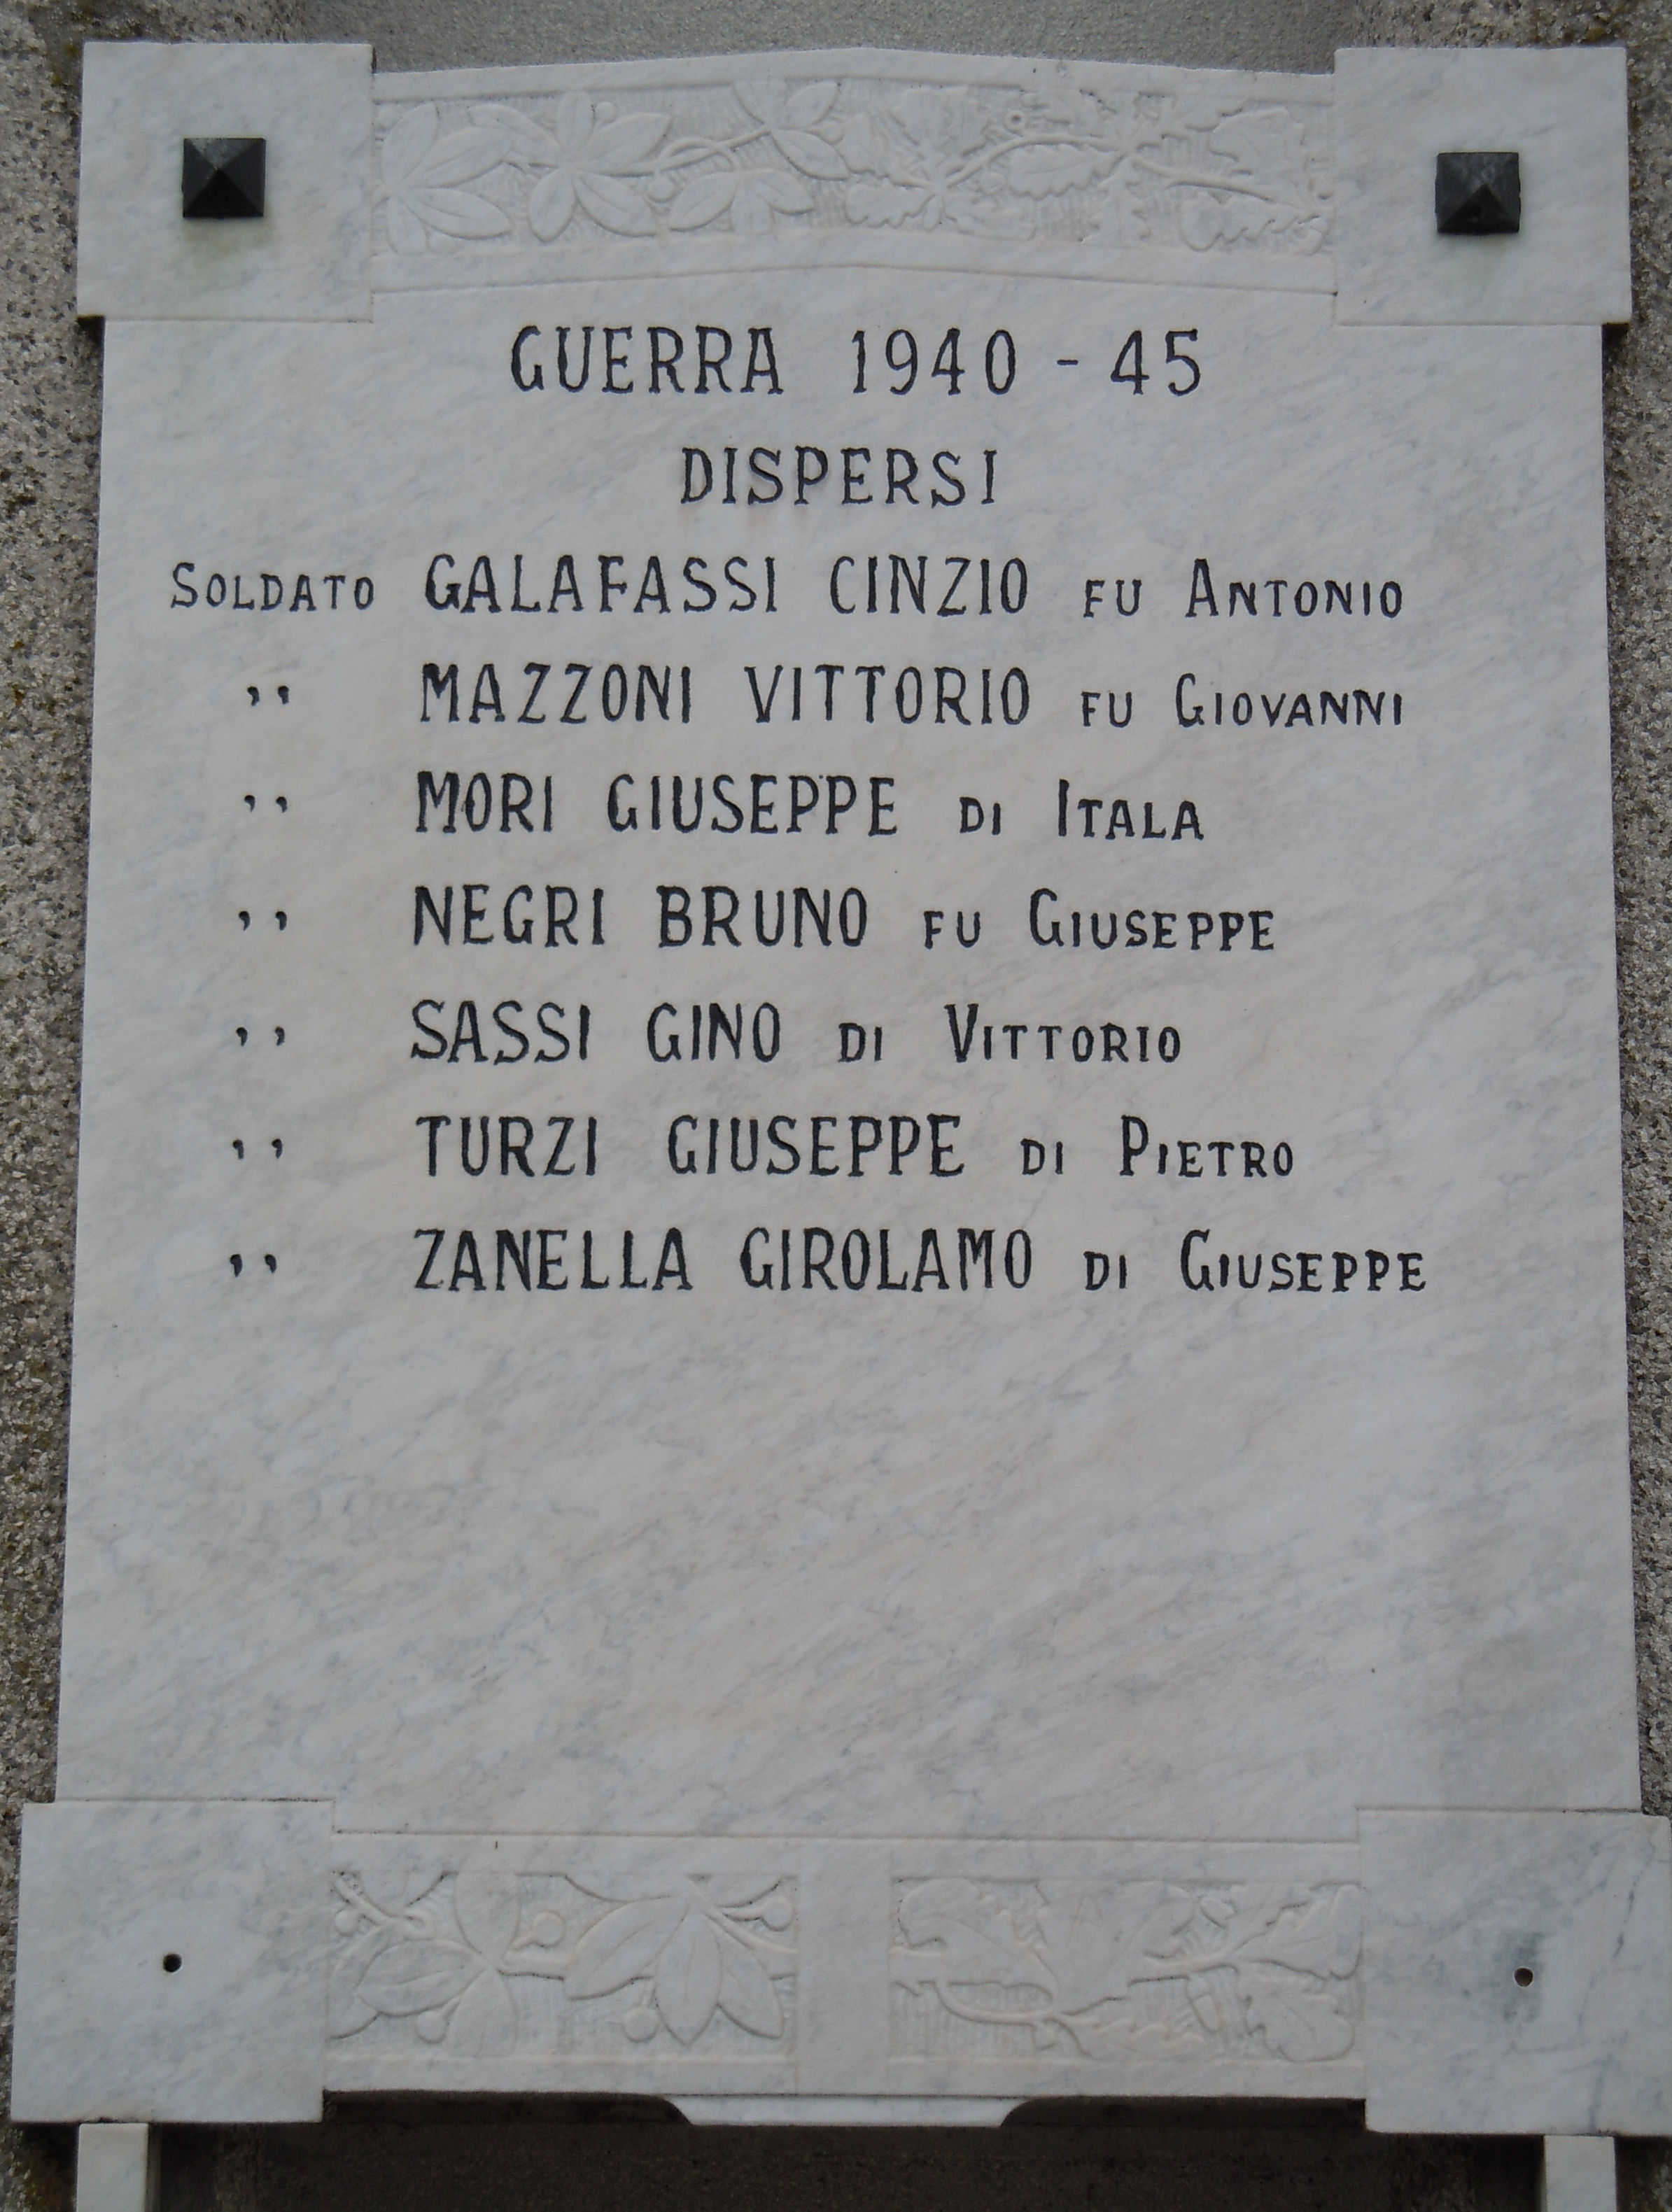 GUERRA 1940 - 45
DISPERSI
SOLDATO GALAFASSI CINZIO FU ANTONIO
,, MAZZONI VITTORIO FU GIOVANNI
,, MORI GIUSEPPE DI ITALA
,, NEGRI BRUNO FU GIUSEPPE
,, SASSI GINO DI VITTORIO
,, TURZI GIUSEPPE DI PIETRO
,, ZANELLA GIROLAMO DI GIUSEPPE